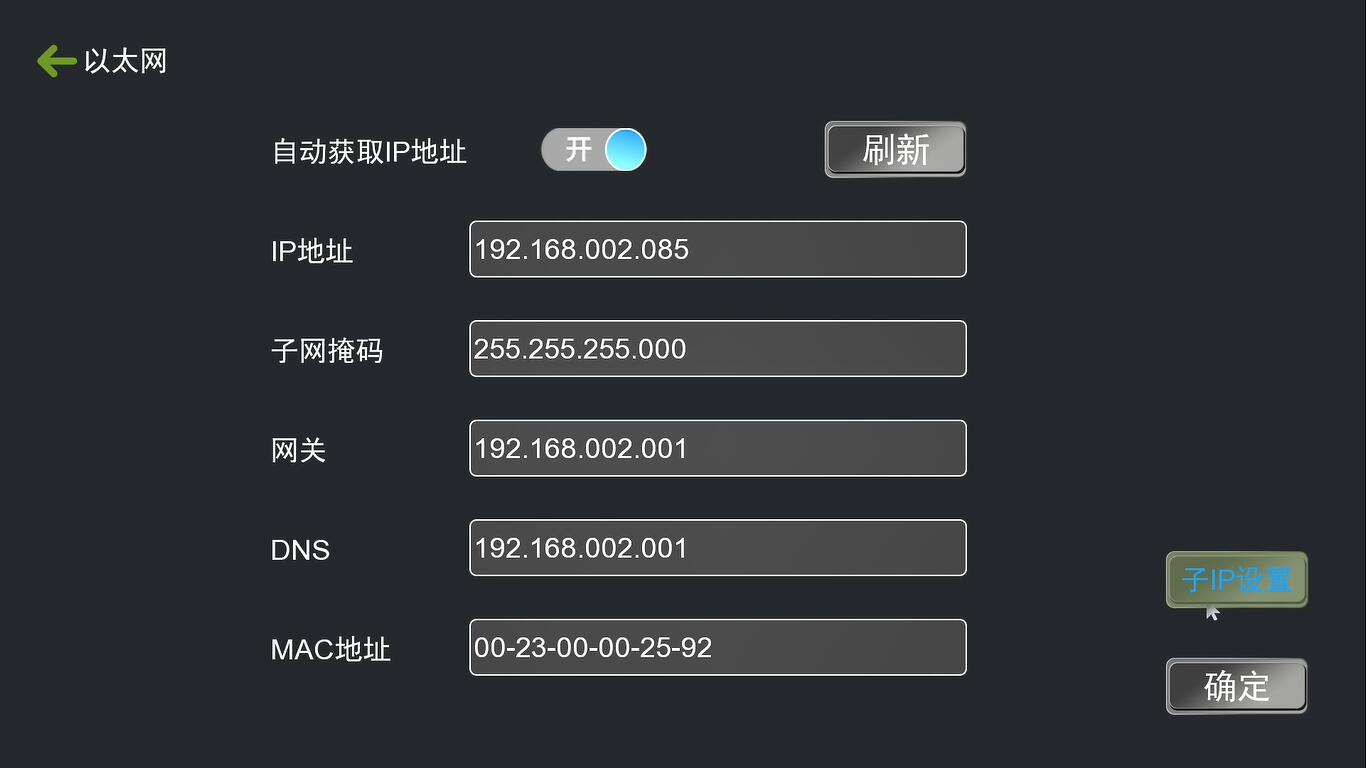 以太网
自动获取IP地址 开 刷新
IP地址 192.168.002.085
子网掩码 255.255.255.000
网关 192.168.002.001
DNS 192.168.002.001
子IP设置
MAC地址 00-23-00-00-25-92
确定